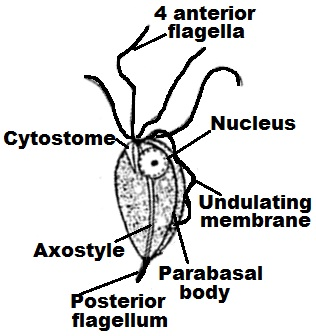 4 anterior
flagella
Cytostome
Nucleus
Undulating
membrane
Axostyle
Parabasal
body
Posterior
flagellum